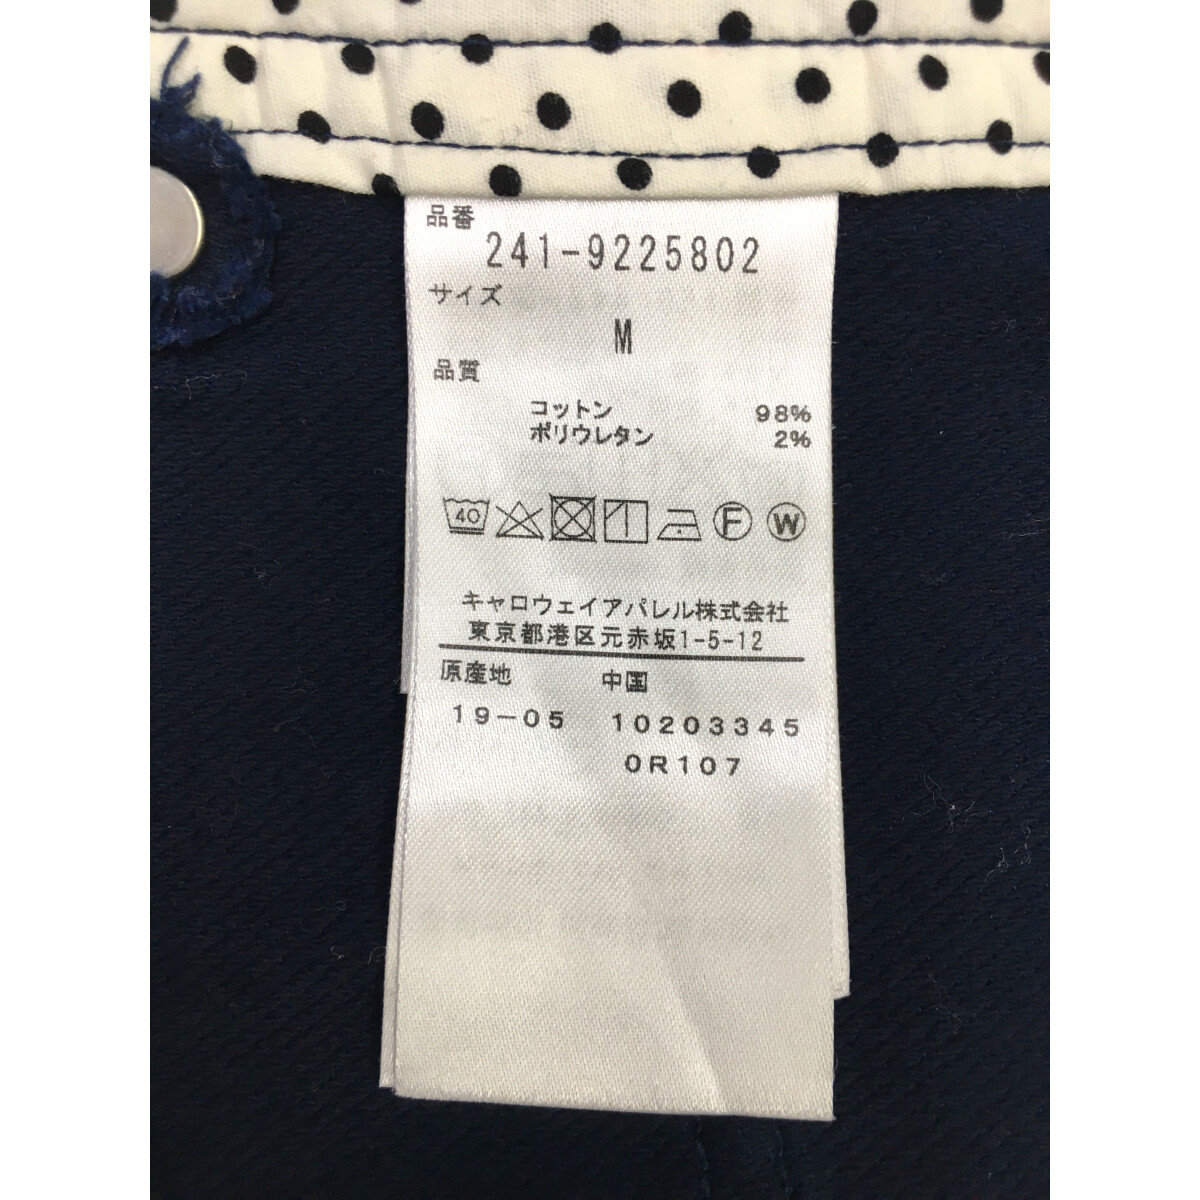 品番
241-9225802
サイズ
M
品質
コットン 98%
ポリウレタン 2%
40 F W
キャロウェイアパレル株式会社
東京都港区元赤坂1-5-12
原産地 中国
19-05 10203345
0R107